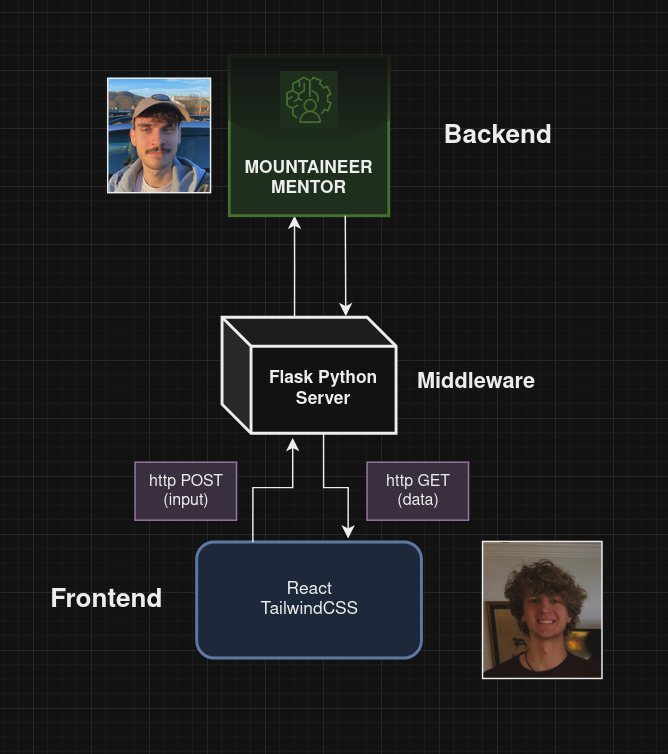 Backend
MOUNTAINEER
MENTOR
Flask Python
Server
Middleware
http POST
(input)
http GET
(data)
Frontend
React
TailwindCSS